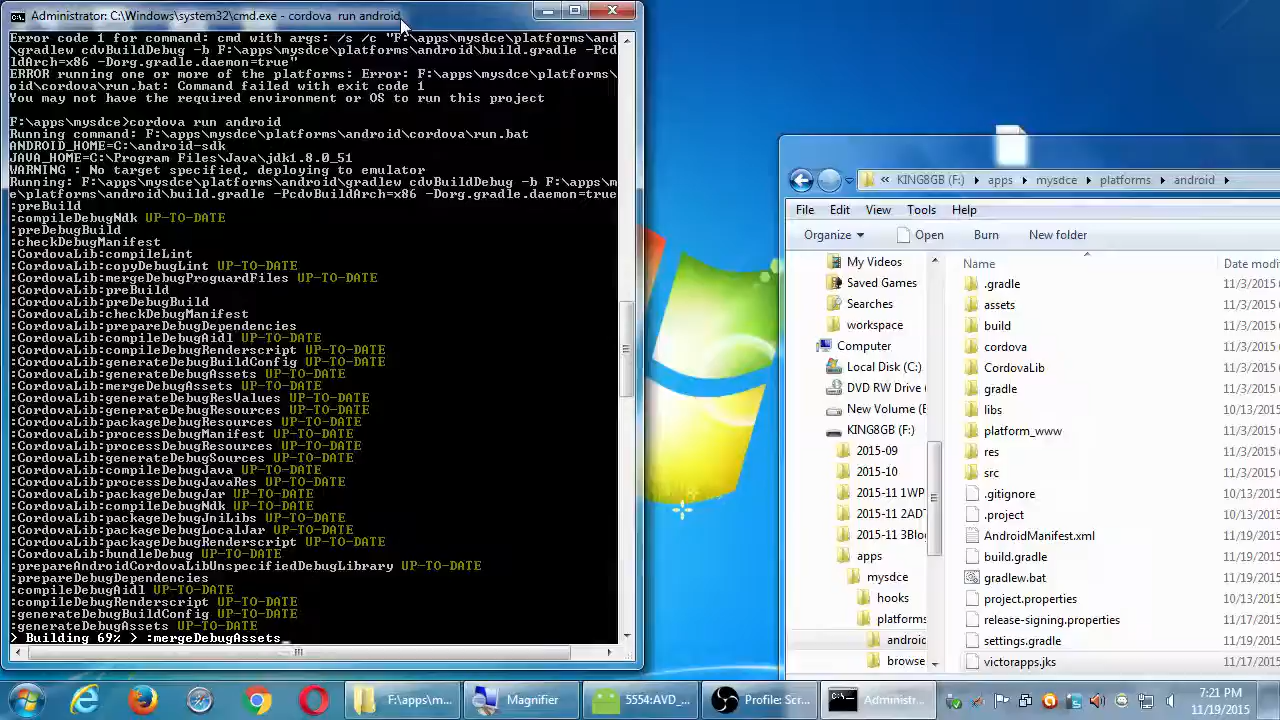 Administrator: C:\Windows\system32\cmd.exe - cordova  run android
Error code 1 for command: cmd with args: /s /c "F:\apps\mysdce\platforms\and
\gradlew cdvBuildDebug -b F:\apps\mysdce\platforms\android\build.gradle -Pcd
ldArch=x86 -Dorg.gradle.daemon=true"
ERROR running one or more of the platforms: Error: F:\apps\mysdce\platforms\
oid\cordova\run.bat: Command failed with exit code 1
You may not have the required environment or OS to run this project
F:\apps\mysdce>cordova run android
Running command: F:\apps\mysdce\platforms\android\cordova\run.bat
ANDROID_HOME=C:\android-sdk
JAVA_HOME=C:\Program Files\Java\jdk1.8.0_51
WARNING : No target specified, deploying to emulator
Running: F:\apps\mysdce\platforms\android\gradlew cdvBuildDebug -b F:\apps\m
e\platforms\android\build.gradle -PcdvBuildArch=x86 -Dorg.gradle.daemon=true
:preBuild
:compileDebugNdk UP-TO-DATE
:preDebugBuild
:checkDebugManifest
:CordovaLib:compileLint
:CordovaLib:copyDebugLint UP-TO-DATE
:CordovaLib:mergeDebugProguardFiles UP-TO-DATE
:CordovaLib:preBuild
:CordovaLib:preDebugBuild
:CordovaLib:checkDebugManifest
:CordovaLib:prepareDebugDependencies
:CordovaLib:compileDebugAidl UP-TO-DATE
:CordovaLib:compileDebugRenderscript UP-TO-DATE
:CordovaLib:generateDebugBuildConfig UP-TO-DATE
:CordovaLib:generateDebugAssets UP-TO-DATE
:CordovaLib:mergeDebugAssets UP-TO-DATE
:CordovaLib:generateDebugResValues UP-TO-DATE
:CordovaLib:generateDebugResources UP-TO-DATE
:CordovaLib:packageDebugResources UP-TO-DATE
:CordovaLib:processDebugManifest UP-TO-DATE
:CordovaLib:processDebugResources UP-TO-DATE
:CordovaLib:generateDebugSources UP-TO-DATE
:CordovaLib:compileDebugJava UP-TO-DATE
:CordovaLib:processDebugJavaRes UP-TO-DATE
:CordovaLib:packageDebugJar UP-TO-DATE
:CordovaLib:compileDebugNdk UP-TO-DATE
:CordovaLib:packageDebugJniLibs UP-TO-DATE
:CordovaLib:packageDebugLocalJar UP-TO-DATE
:CordovaLib:packageDebugRenderscript UP-TO-DATE
:CordovaLib:bundleDebug UP-TO-DATE
:prepareAndroidCordovaLibUnspecifiedDebugLibrary UP-TO-DATE
:prepareDebugDependencies
:compileDebugAidl UP-TO-DATE
:compileDebugRenderscript UP-TO-DATE
:generateDebugBuildConfig UP-TO-DATE
:generateDebugAssets UP-TO-DATE
> Building 69% > :mergeDebugAssets
« KING8GB (F:) apps mysdce platforms android
File Edit View Tools Help
Organize Open Burn New folder
My Videos
Saved Games
Searches
workspace
Computer
Local Disk (C:)
DVD RW Drive
New Volume (E
KING8GB (F:)
2015-09
2015-10
2015-11 1WP
2015-11 2AD
2015-11 3Blo
apps
mysdce
hooks
platforms
android
browse
Name Date modi
.gradle 11/3/2015
assets 11/3/2015
build 11/3/2015
cordova 11/3/2015
CordovaLib 11/3/2015
gradle 11/3/2015
libs 10/13/2015
platform_www 11/3/2015
res 11/3/2015
src 11/3/2015
.gitignore 10/13/2015
.project 10/13/2015
AndroidManifest.xml 11/19/2015
build.gradle 11/19/2015
gradlew.bat 11/19/2015
project.properties 11/19/2015
release-signing.properties 11/17/2015
settings.gradle 11/19/2015
victorapps.jks 11/17/2015
F:\apps\m...
Magnifier
5554:AVD_...
Profile: Scr...
Administr...
7:21 PM
11/19/2015